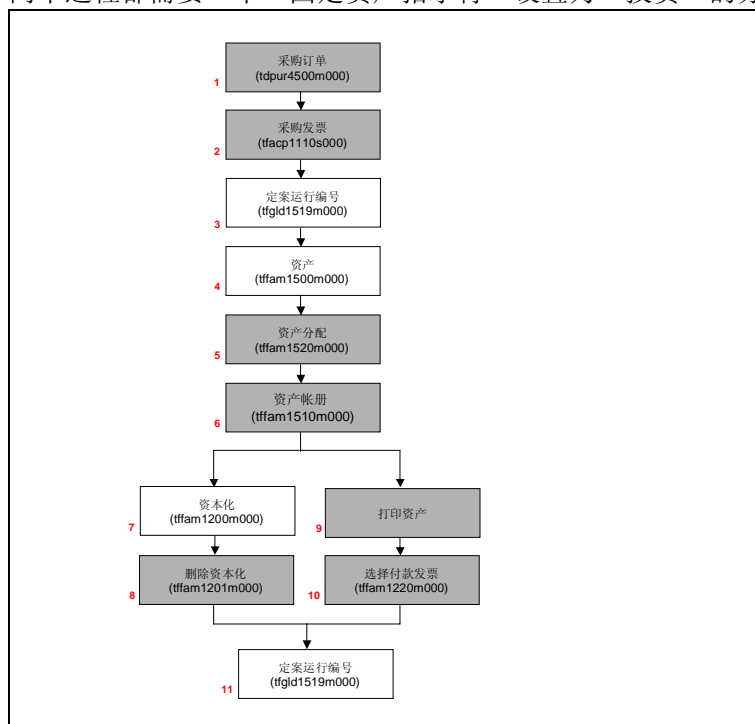 采购订单
(tdpur4500m000)
1
采购发票
(tfacp1110s000)
2
定案运行编号
(tfgld1519m000)
3
资产
(tffam1500m000)
4
资产分配
(tffam1520m000)
5
资产帐册
(tffam1510m000)
6
资本化
(tffam1200m000)
7
打印资产
9
删除资本化
(tffam1201m000)
8
选择付款发票
(tffam1220m000)
10
定案运行编号
(tfgld1519m000)
11